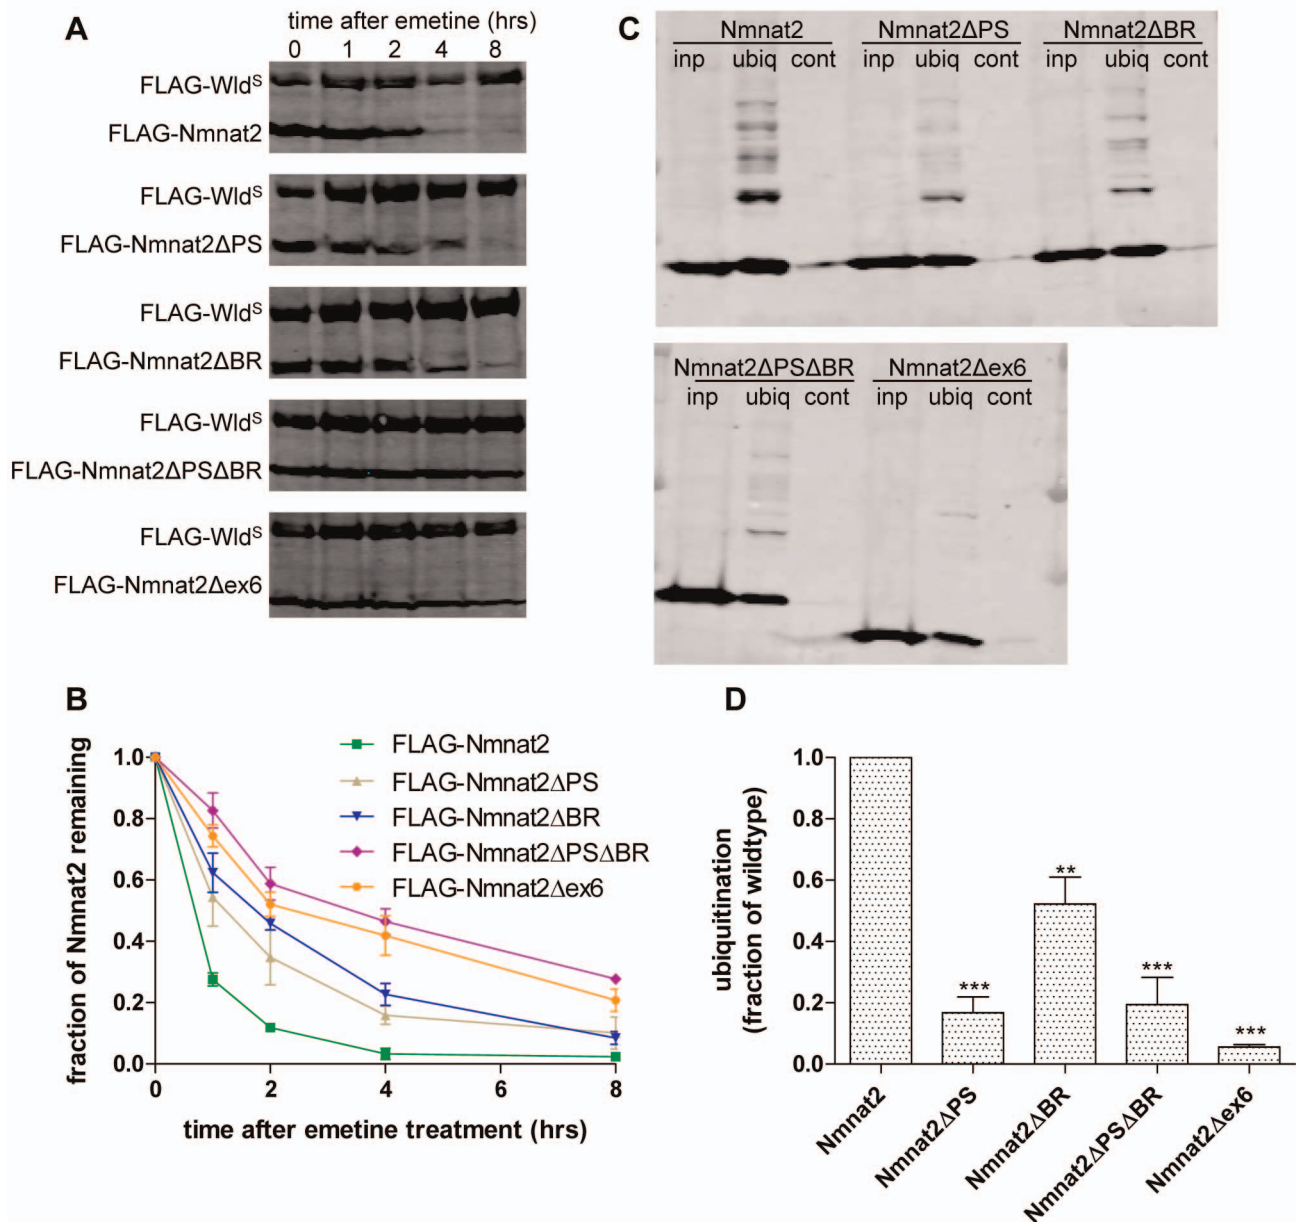 A
time after emetine (hrs)
0 1 2 4 8
FLAG-Wldˢ
FLAG-Nmnat2
FLAG-Wldˢ
FLAG-Nmnat2ΔPS
FLAG-Wldˢ
FLAG-Nmnat2ΔBR
FLAG-Wldˢ
FLAG-Nmnat2ΔPSΔBR
FLAG-Wldˢ
FLAG-Nmnat2Δex6
C
Nmnat2 Nmnat2ΔPS Nmnat2ΔBR
inp ubiq cont inp ubiq cont inp ubiq cont
Nmnat2ΔPSΔBR Nmnat2Δex6
inp ubiq cont inp ubiq cont
B
fraction of Nmnat2 remaining
1.0
0.8
0.6
0.4
0.2
0.0
0 2 4 6 8
time after emetine treatment (hrs)
FLAG-Nmnat2
FLAG-Nmnat2ΔPS
FLAG-Nmnat2ΔBR
FLAG-Nmnat2ΔPSΔBR
FLAG-Nmnat2Δex6
D
ubiquitination
(fraction of wildtype)
1.0
0.8
0.6
0.4
0.2
0.0
***
**
***
***
Nmnat2
Nmnat2ΔPS
Nmnat2ΔBR
Nmnat2ΔPSΔBR
Nmnat2Δex6